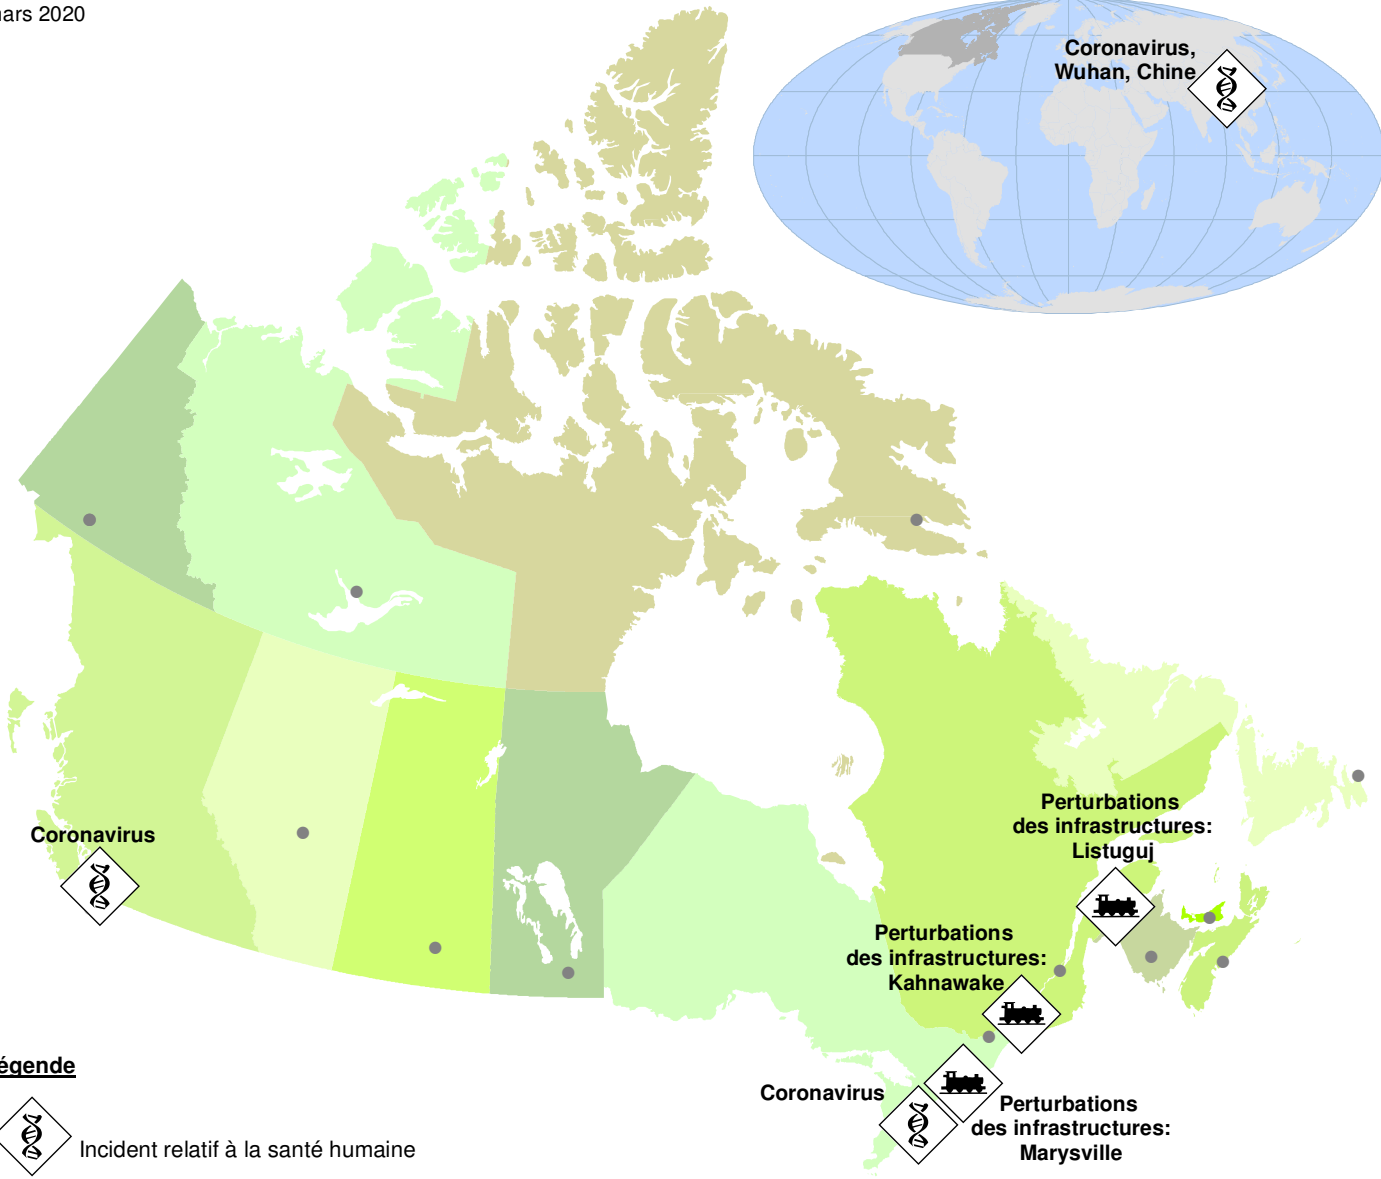 mars 2020
Coronavirus,
Wuhan, Chine
Coronavirus
Perturbations
des infrastructures:
Listuguj
Perturbations
des infrastructures:
Kahnawake
Coronavirus
Perturbations
des infrastructures:
Marysville
égende
Incident relatif à la santé humaine